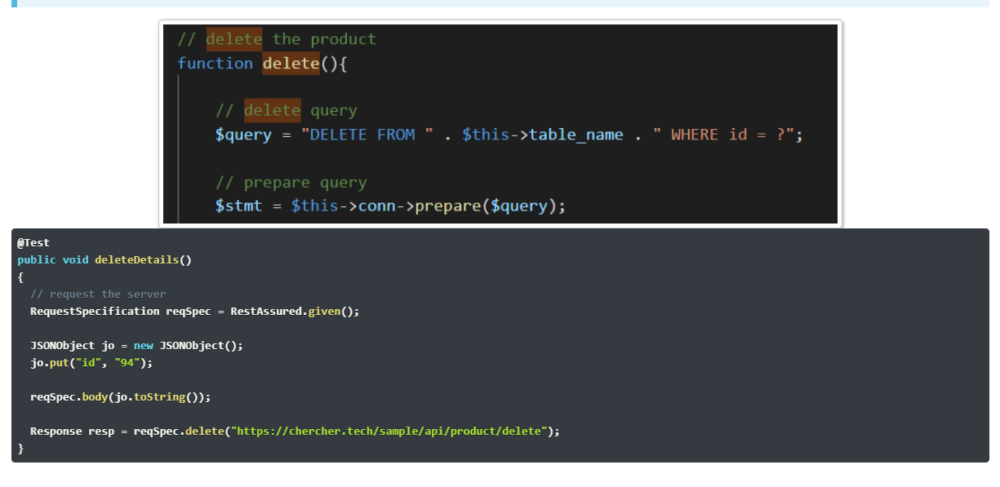 // delete the product
function delete(){
// delete query
$query = "DELETE FROM " . $this->table_name . " WHERE id = ?";
// prepare query
$stmt = $this->conn->prepare($query);
@Test
public void deleteDetails()
{
// request the server
RequestSpecification reqSpec = RestAssured.given();
JSONObject jo = new JSONObject();
jo.put("id", "94");
reqSpec.body(jo.toString());
Response resp = reqSpec.delete("https://chercher.tech/sample/api/product/delete");
}